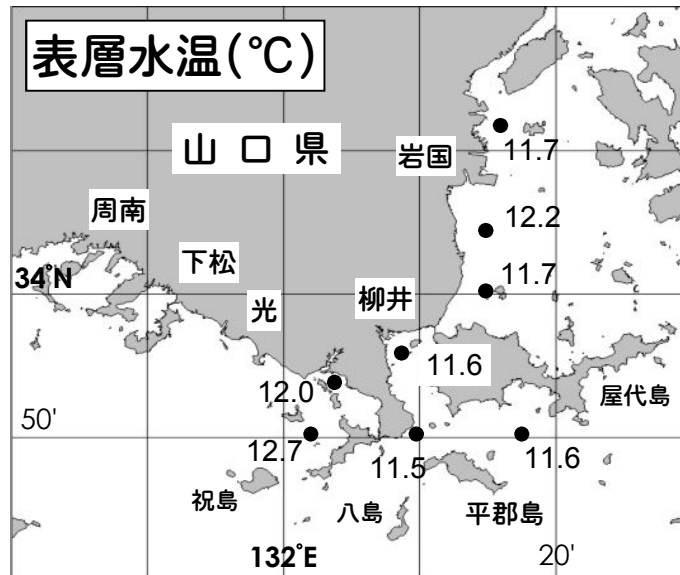 表層水温(℃)
山口県
岩国
11.7
周南
12.2
下松
34°N
11.7
光
柳井
11.6
12.0
屋代島
50'
12.7
11.5
11.6
祝島
八島
平郡島
132°E
20'